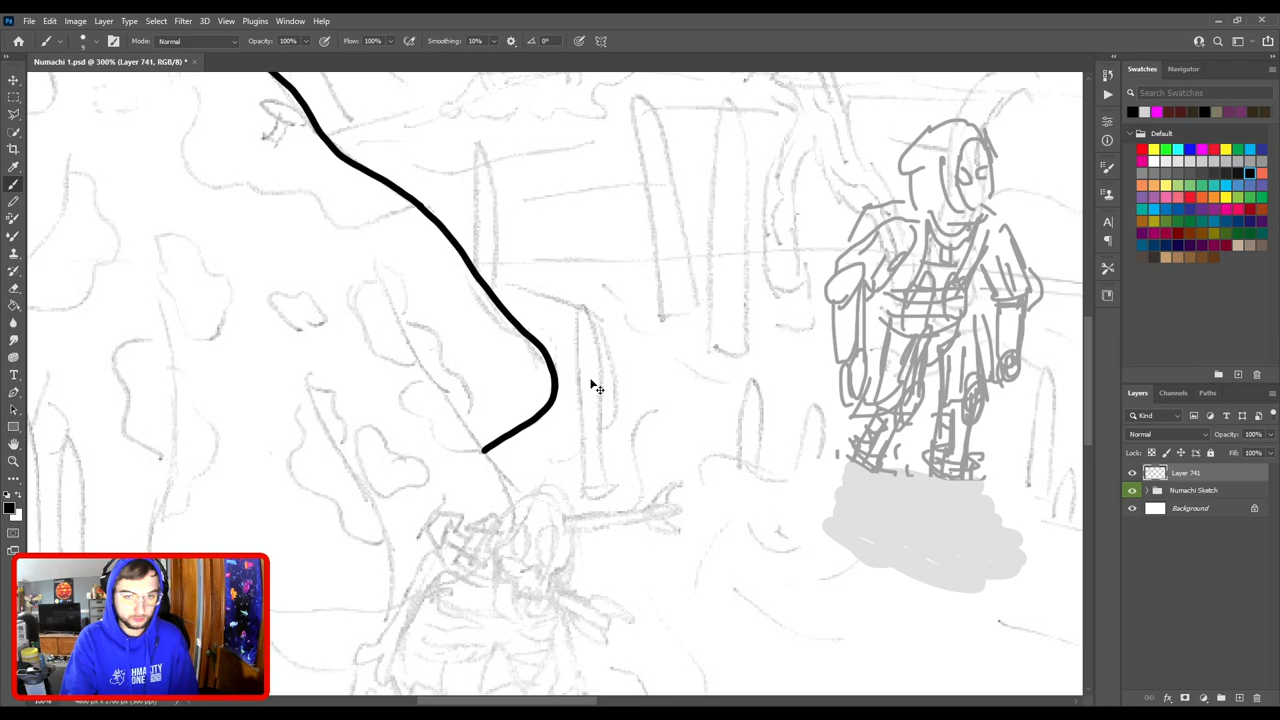 Ps File Edit Image Layer Type Select Filter 3D View Plugins Window Help
9 Mode: Normal Opacity: 100% Flow: 100% Smoothing: 10% 0°
Numachi 1.psd @ 300% (Layer 741, RGB/8) * ×
Swatches Navigator
Search Swatches
Default
Layers Channels Paths
Kind
Normal Opacity: 100%
Lock: Fill: 100%
Layer 741
Numachi Sketch
Background